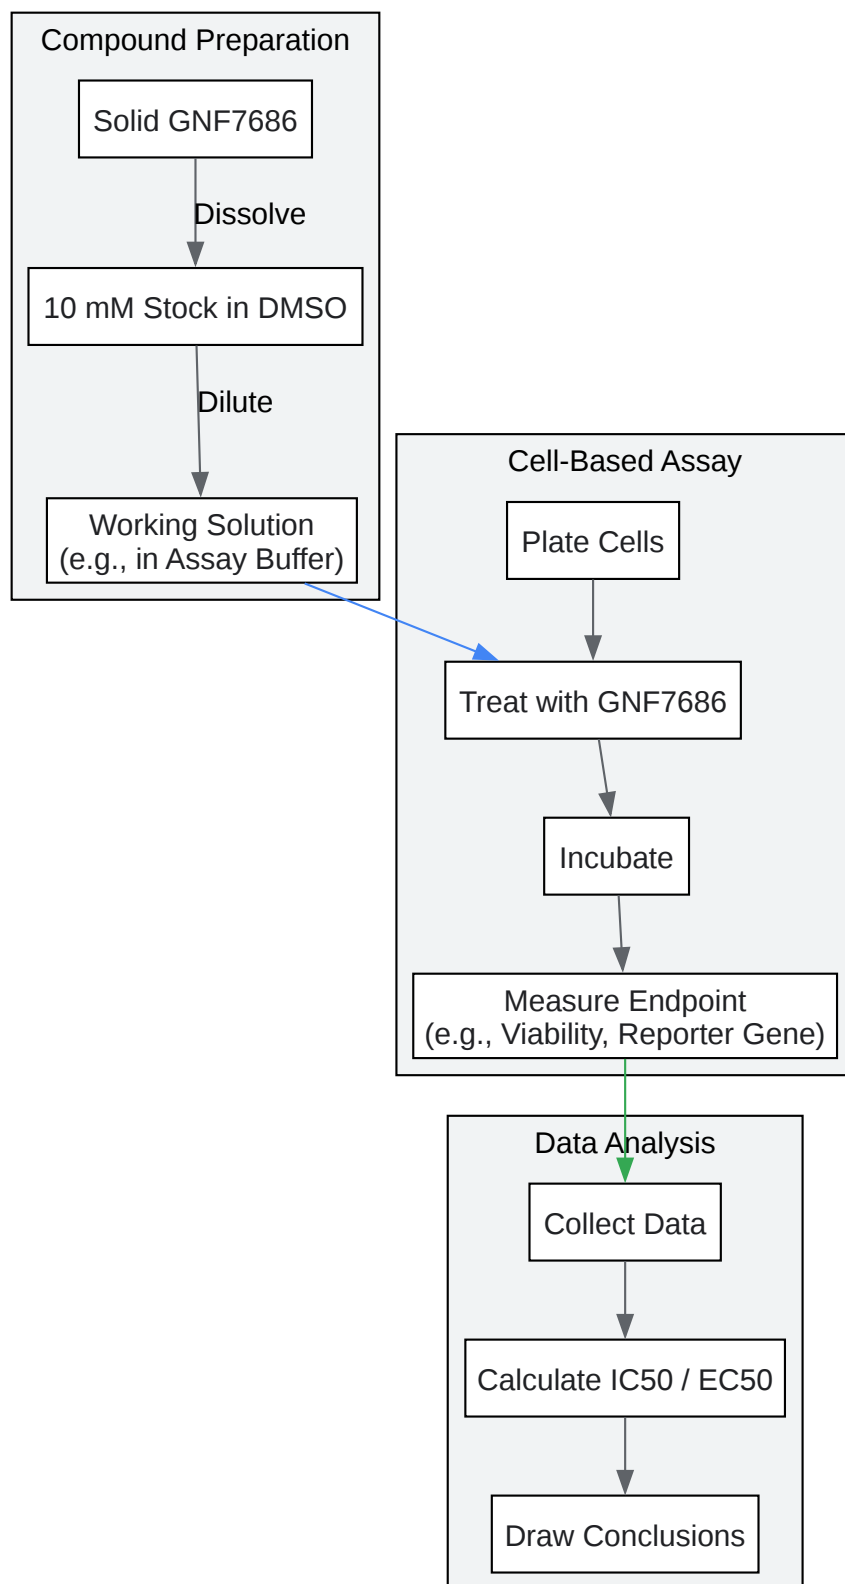 Compound Preparation
Solid GNF7686
Dissolve
10 mM Stock in DMSO
Dilute
Working Solution
(e.g., in Assay Buffer)
Cell-Based Assay
Plate Cells
Treat with GNF7686
Incubate
Measure Endpoint
(e.g., Viability, Reporter Gene)
Data Analysis
Collect Data
Calculate IC50 / EC50
Draw Conclusions